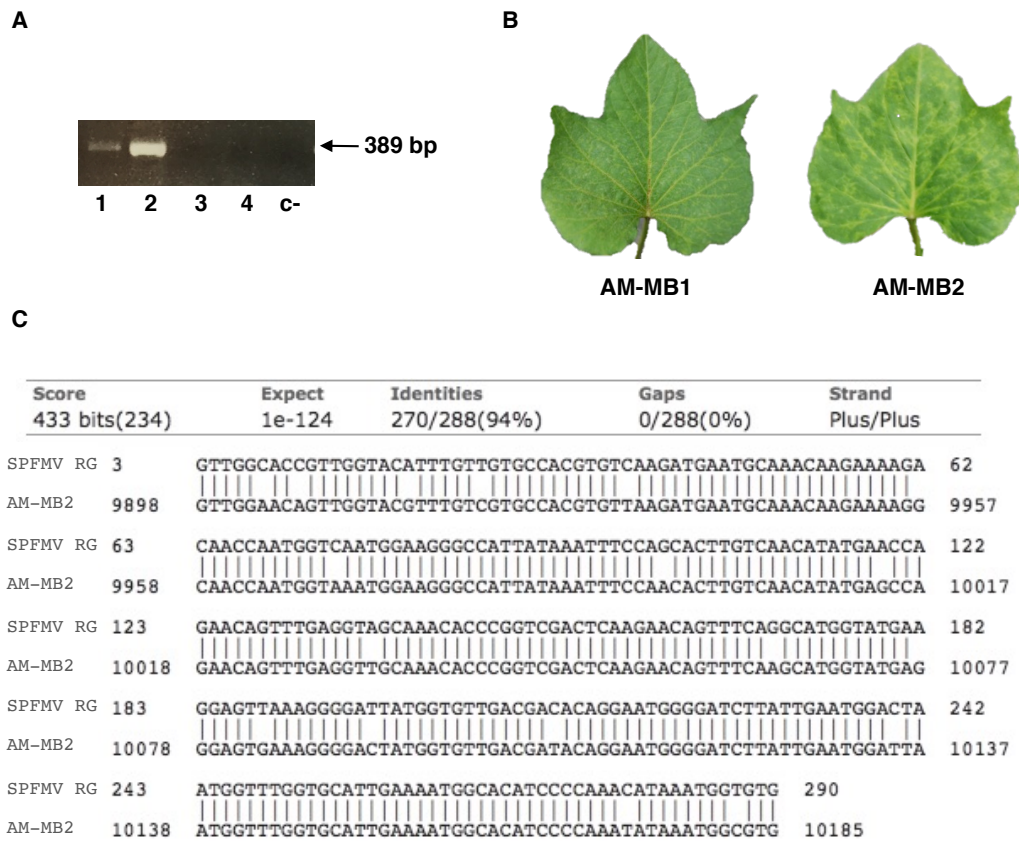 A
B
389 bp
1 2 3 4 c-
AM-MB1 AM-MB2
C
Score Expect Identities Gaps Strand
433 bits(234) 1e-124 270/288(94%) 0/288(0%) Plus/Plus
SPFMV RG 3 GTTGGCACCGTTGGTACATTTGTTGTGCCACGTGTCAAGATGAATGCAAACAAGAAAAGA 62
AM-MB2 9898 GTTGGAACAGTTGGTACGTTTGTCGTGCCACGTGTTAAGATGAATGCAAACAAGAAAAGG 9957
SPFMV RG 63 CAACCAATGGTCAATGGAAGGGCCATTATAAATTTCCAGCACTTGTCAACATATGAACCA 122
AM-MB2 9958 CAACCAATGGTAAATGGAAGGGCCATTATAAATTTCCAACACTTGTCAACATATGAGCCA 10017
SPFMV RG 123 GAACAGTTTGAGGTAGCAAACACCCGGTCGACTCAAGAACAGTTTCAGGCATGGTATGAA 182
AM-MB2 10018 GAACAGTTTGAGGTTGCAAACACCCGGTCGACTCAAGAACAGTTTCAAGCATGGTATGAG 10077
SPFMV RG 183 GGAGTTAAAGGGGATTATGGTGTTGACGACACAGGAATGGGGATCTTATTGAATGGACTA 242
AM-MB2 10078 GGAGTGAAAGGGGACTATGGTGTTGACGATACAGGAATGGGGATCTTATTGAATGGATTA 10137
SPFMV RG 243 ATGGTTTGGTGCATTGAAAATGGCACATCCCCAAACATAAATGGTGTG 290
AM-MB2 10138 ATGGTTTGGTGCATTGAAAATGGCACATCCCCAAATATAAATGGCGTG 10185